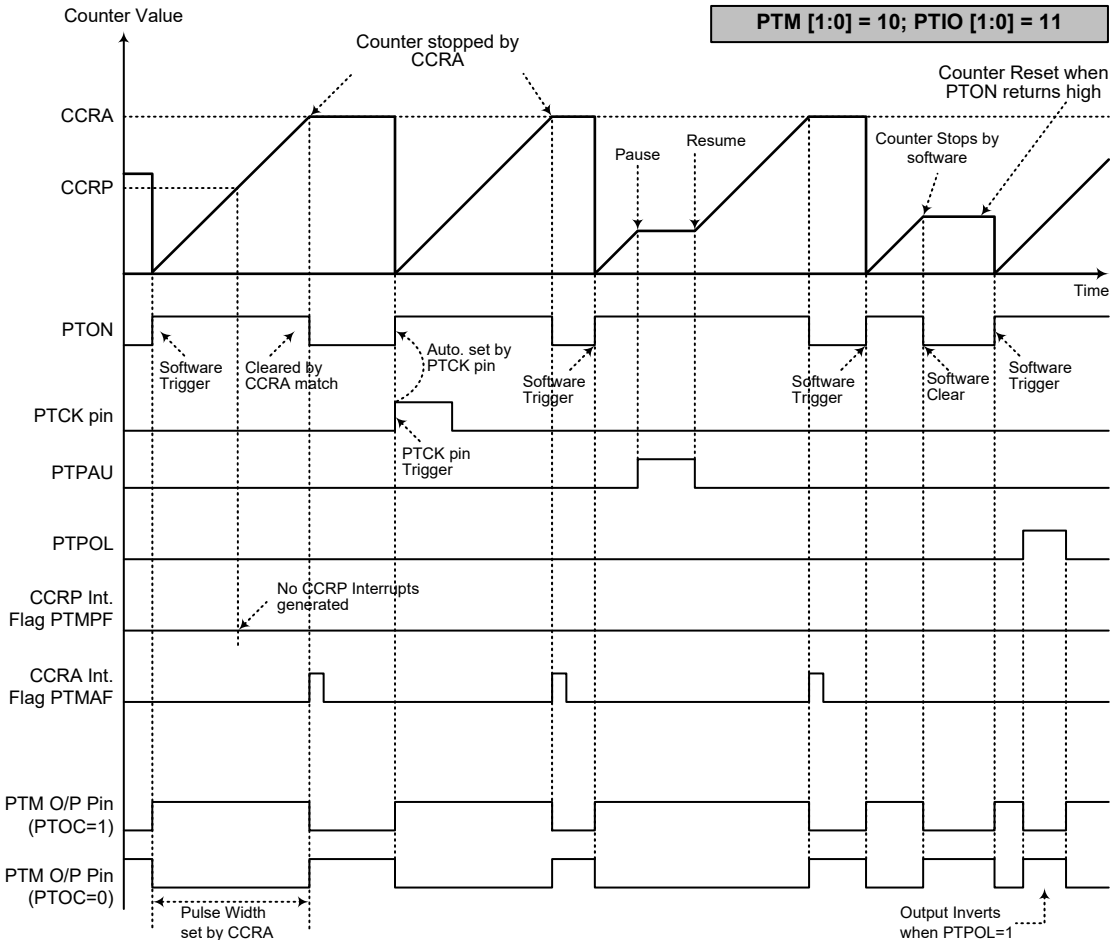 Counter Value
PTM [1:0] = 10; PTIO [1:0] = 11
Counter stopped by
CCRA
Counter Reset when
PTON returns high
CCRA
Pause
Resume
Counter Stops by
software
CCRP
Time
PTON
Software
Trigger
Cleared by
CCRA match
Auto. set by
PTCK pin
Software
Trigger
Software
Trigger
Software
Clear
Software
Trigger
PTCK pin
PTCK pin
Trigger
PTPAU
PTPOL
CCRP Int.
Flag PTMPF
No CCRP Interrupts
generated
CCRA Int.
Flag PTMAF
PTM O/P Pin
(PTOC=1)
PTM O/P Pin
(PTOC=0)
Pulse Width
set by CCRA
Output Inverts
when PTPOL=1